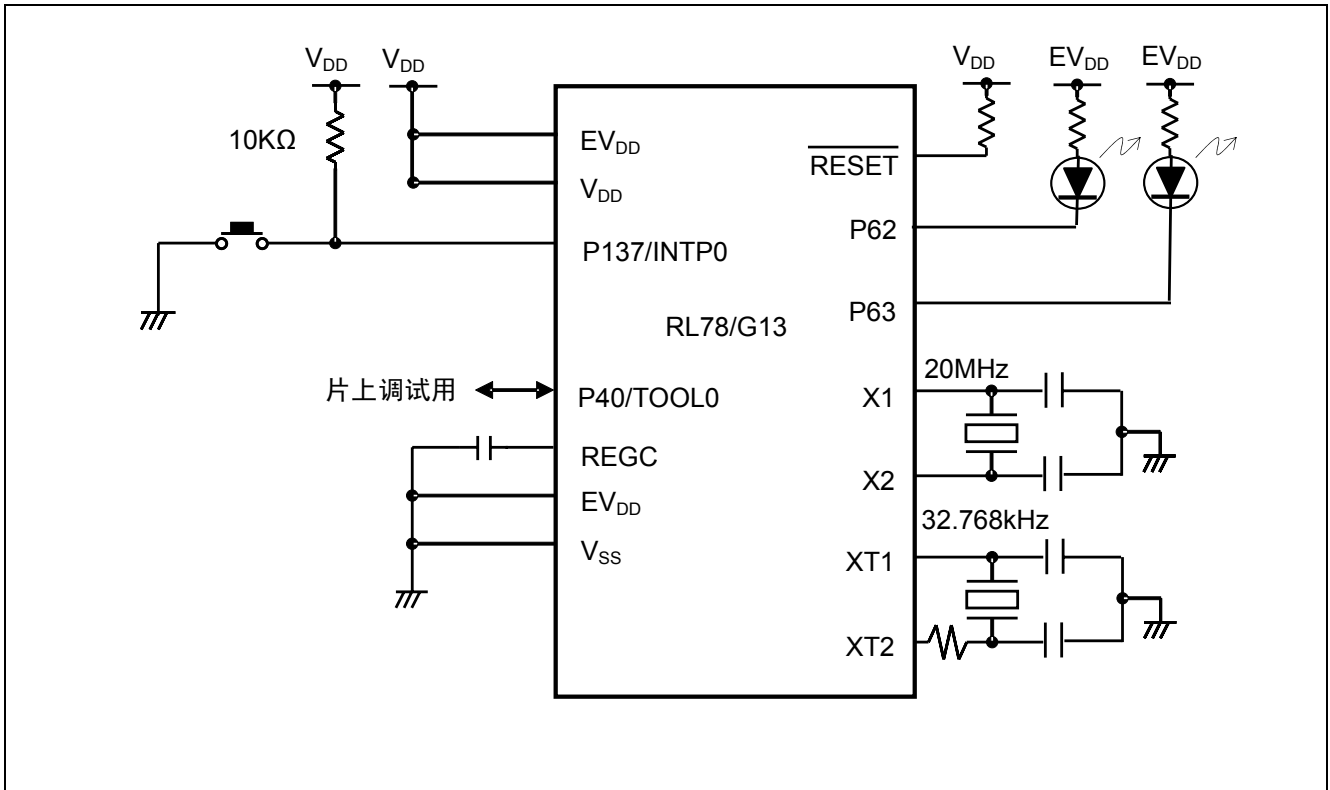 VDD
VDD
VDD
EVDD
EVDD
10KΩ
EVDD
VDD
RESET
P62
P137/INTP0
P63
RL78/G13
片上调试用
P40/TOOL0
20MHz
X1
REGC
X2
EVDD
32.768kHz
VSS
XT1
XT2